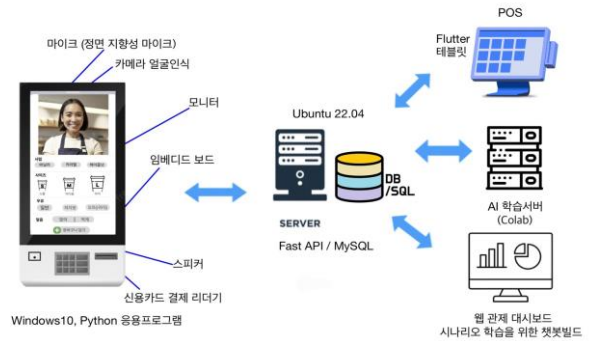 마이크 (정면 지향성 마이크)
카메라 얼굴인식
모니터
임베디드 보드
스피커
신용카드 결제 리더기
Windows10, Python 응용프로그램
사이즈
S
M
L
Ubuntu 22.04
DB
/SQL
SERVER
Fast API / MySQL
POS
Flutter
테블릿
AI 학습서버
(Colab)
웹 관제 대시보드
시나리오 학습을 위한 챗봇빌드